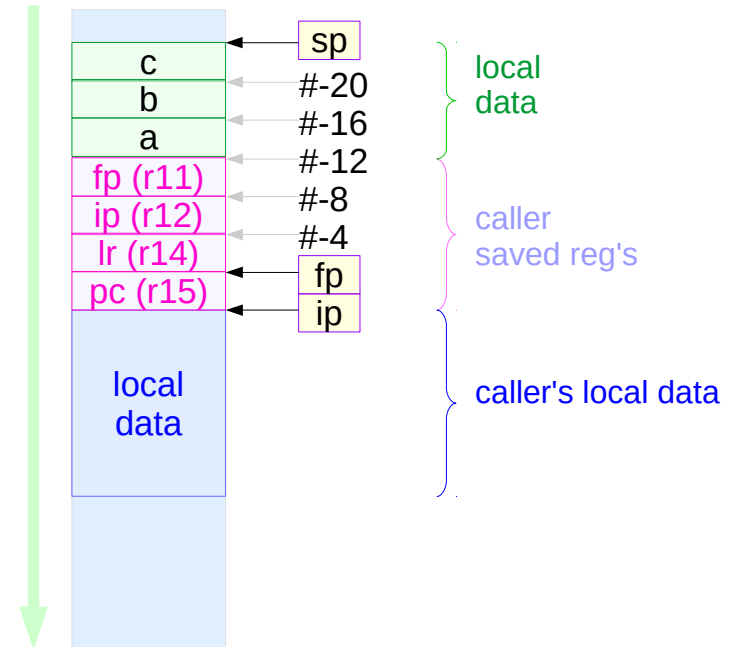 sp
c
#-20
b
#-16
a
#-12
fp (r11)
#-8
ip (r12)
#-4
lr (r14)
fp
pc (r15)
ip
local
data
local
data
caller
saved reg's
caller's local data